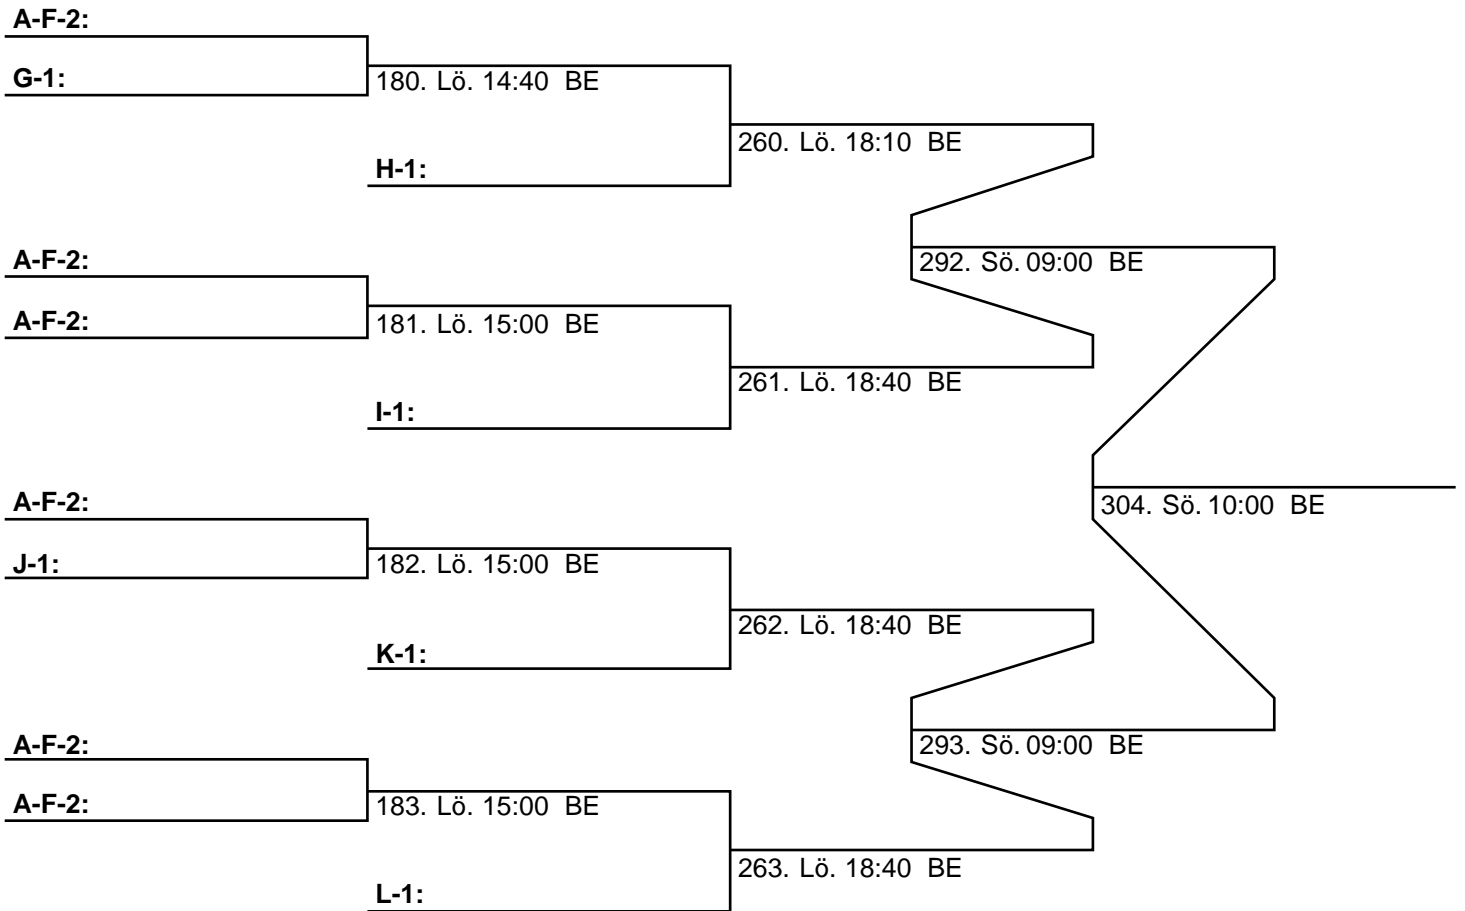 A-F-2:
G-1:
180. Lö. 14:40 BE
260. Lö. 18:10 BE
H-1:
A-F-2:
292. Sö. 09:00 BE
A-F-2:
181. Lö. 15:00 BE
261. Lö. 18:40 BE
I-1:
A-F-2:
304. Sö. 10:00 BE
J-1:
182. Lö. 15:00 BE
262. Lö. 18:40 BE
K-1:
A-F-2:
293. Sö. 09:00 BE
A-F-2:
183. Lö. 15:00 BE
263. Lö. 18:40 BE
L-1: